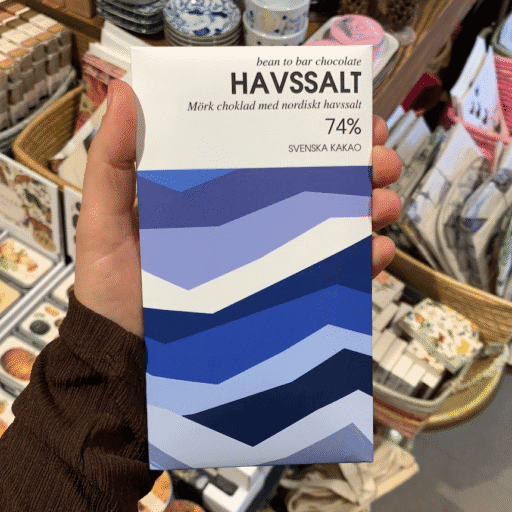 bean to bar chocolate
HAVSSALT
Mörk choklad med nordiskt havssalt
74%
SVENSKA KAKAO